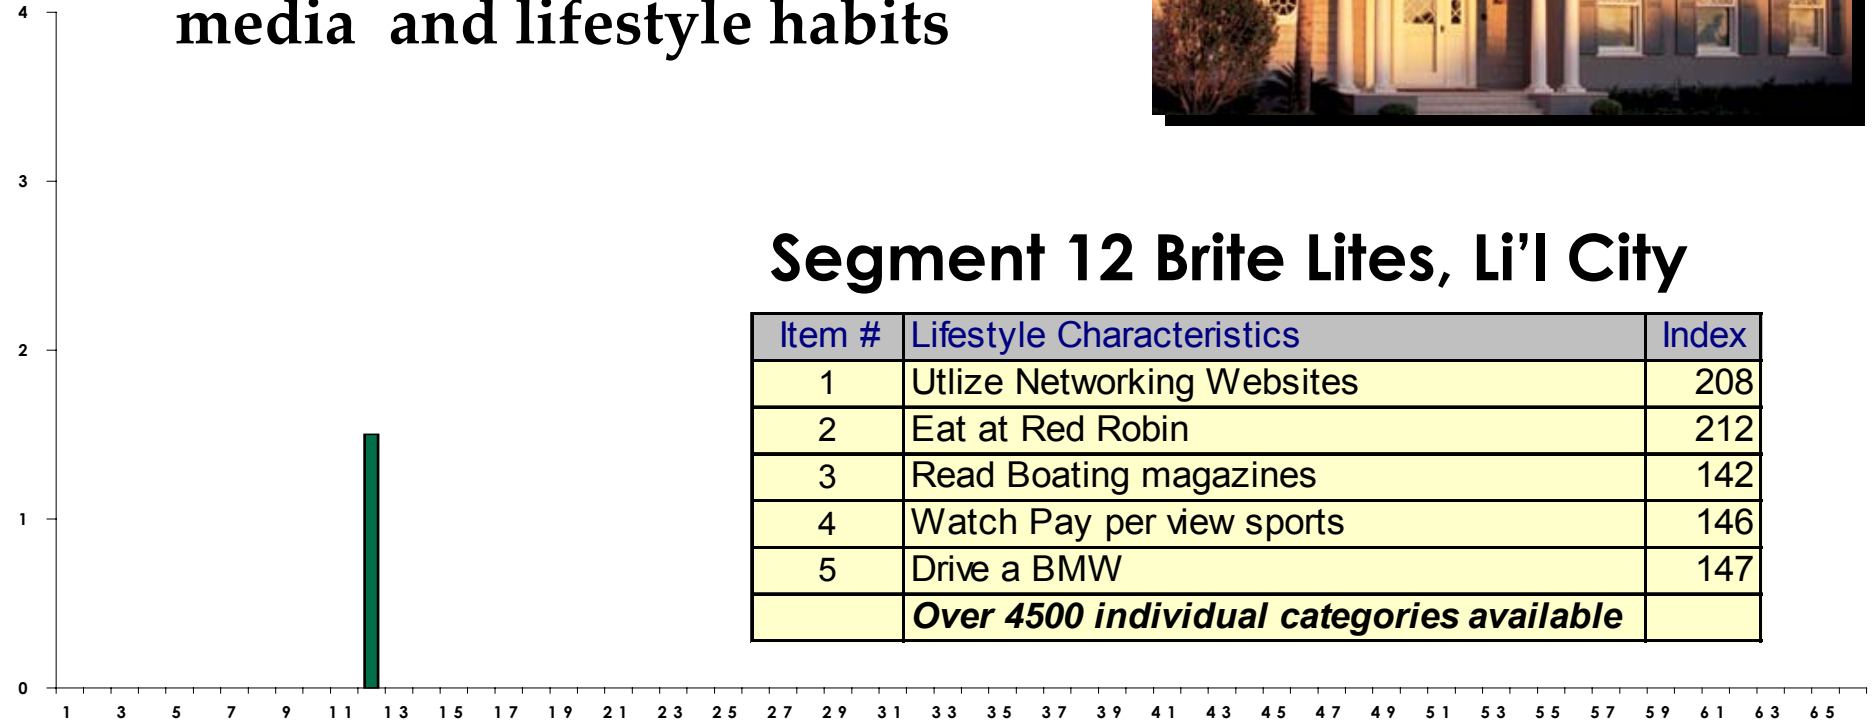 media and lifestyle habits
Segment 12 Brite Lites, Li'l City
Item # Lifestyle Characteristics Index
1 Utlize Networking Websites 208
2 Eat at Red Robin 212
3 Read Boating magazines 142
4 Watch Pay per view sports 146
5 Drive a BMW 147
Over 4500 individual categories available
4
3
2
1
0
1 3 5 7 9 11 13 15 17 19 21 23 25 27 29 31 33 35 37 39 41 43 45 47 49 51 53 55 57 59 61 63 65